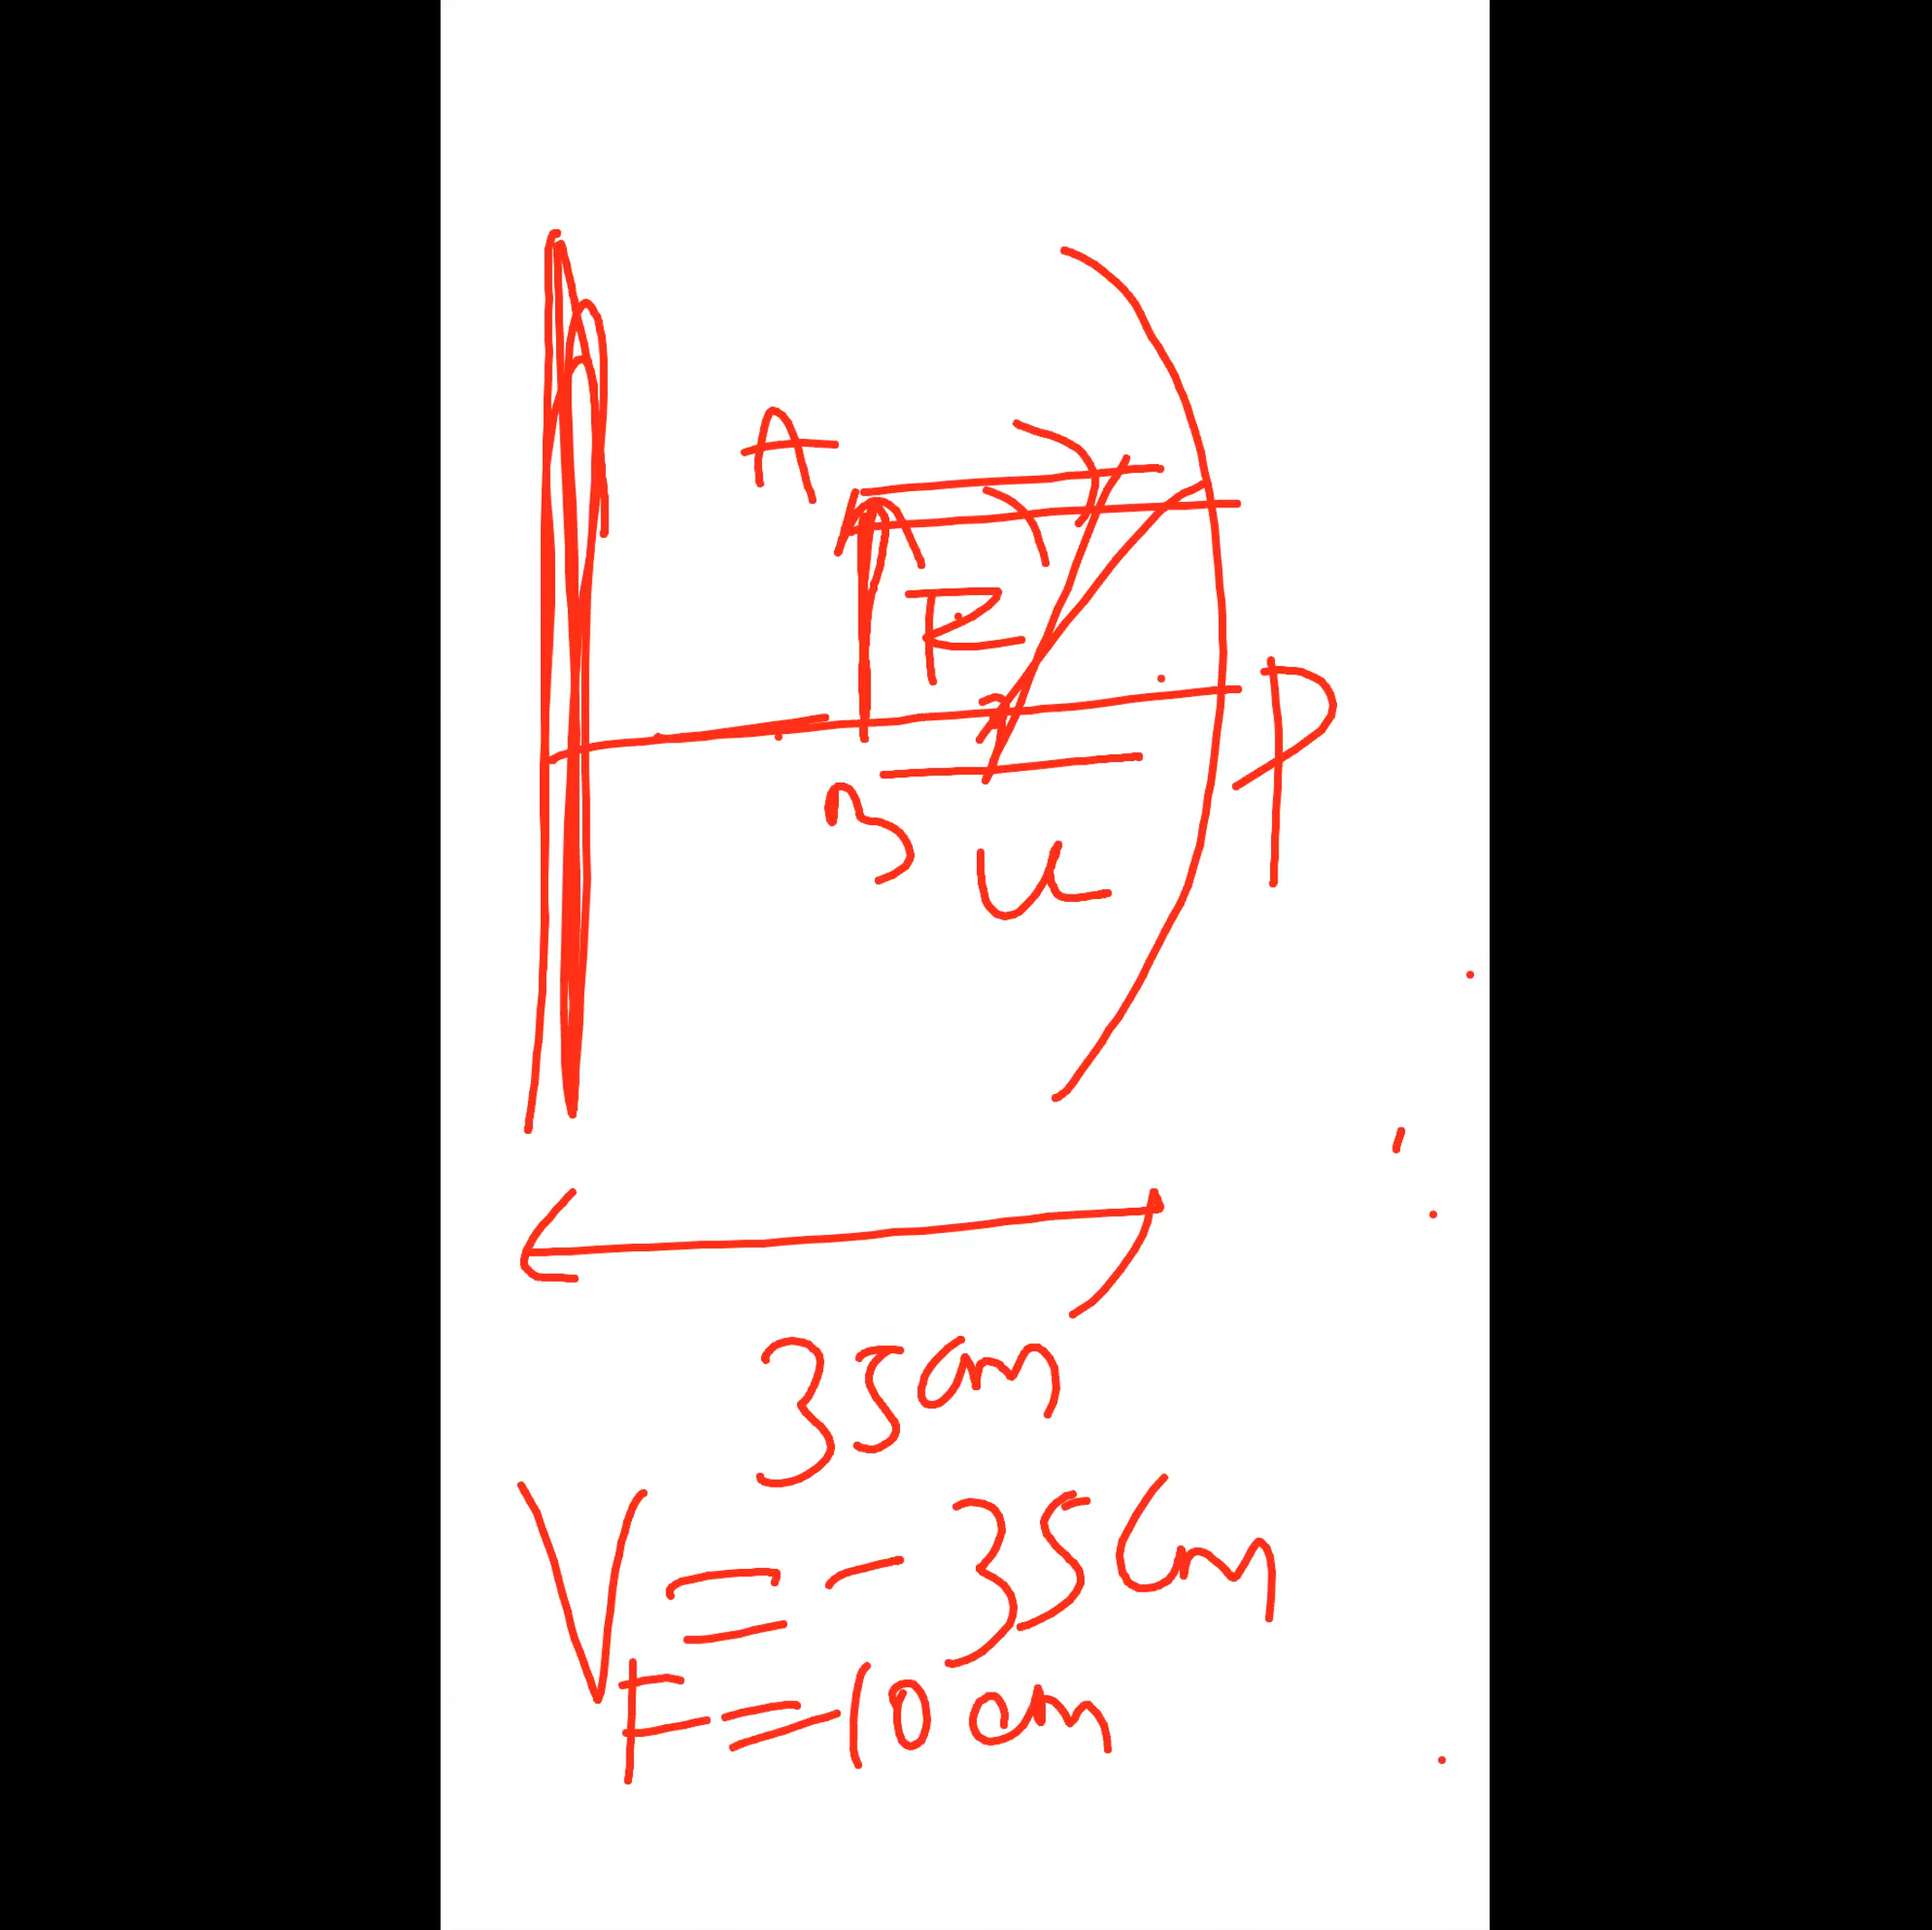 A
R
P
B
u
35cm
V = -35cm
F = 10cm